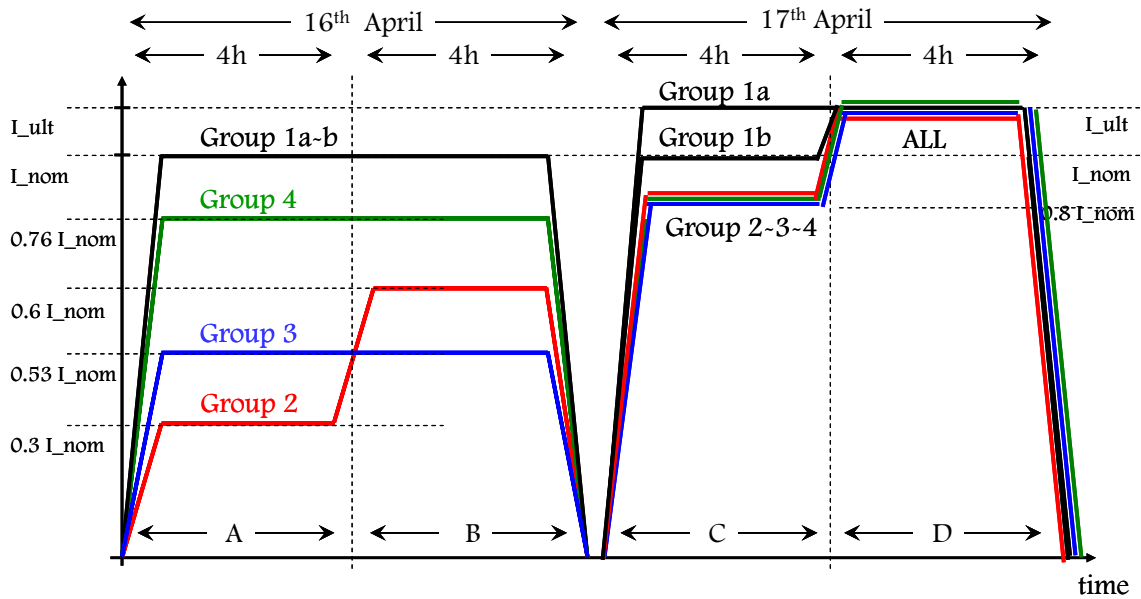 16th April
17th April
4h
4h
4h
4h
Group 1a
I_ult
I_ult
Group 1a~b
Group 1b
ALL
I_nom
I_nom
Group 4
0.8 I_nom
Group 2~3~4
0.76 I_nom
0.6 I_nom
Group 3
0.53 I_nom
Group 2
0.3 I_nom
A
B
C
D
time